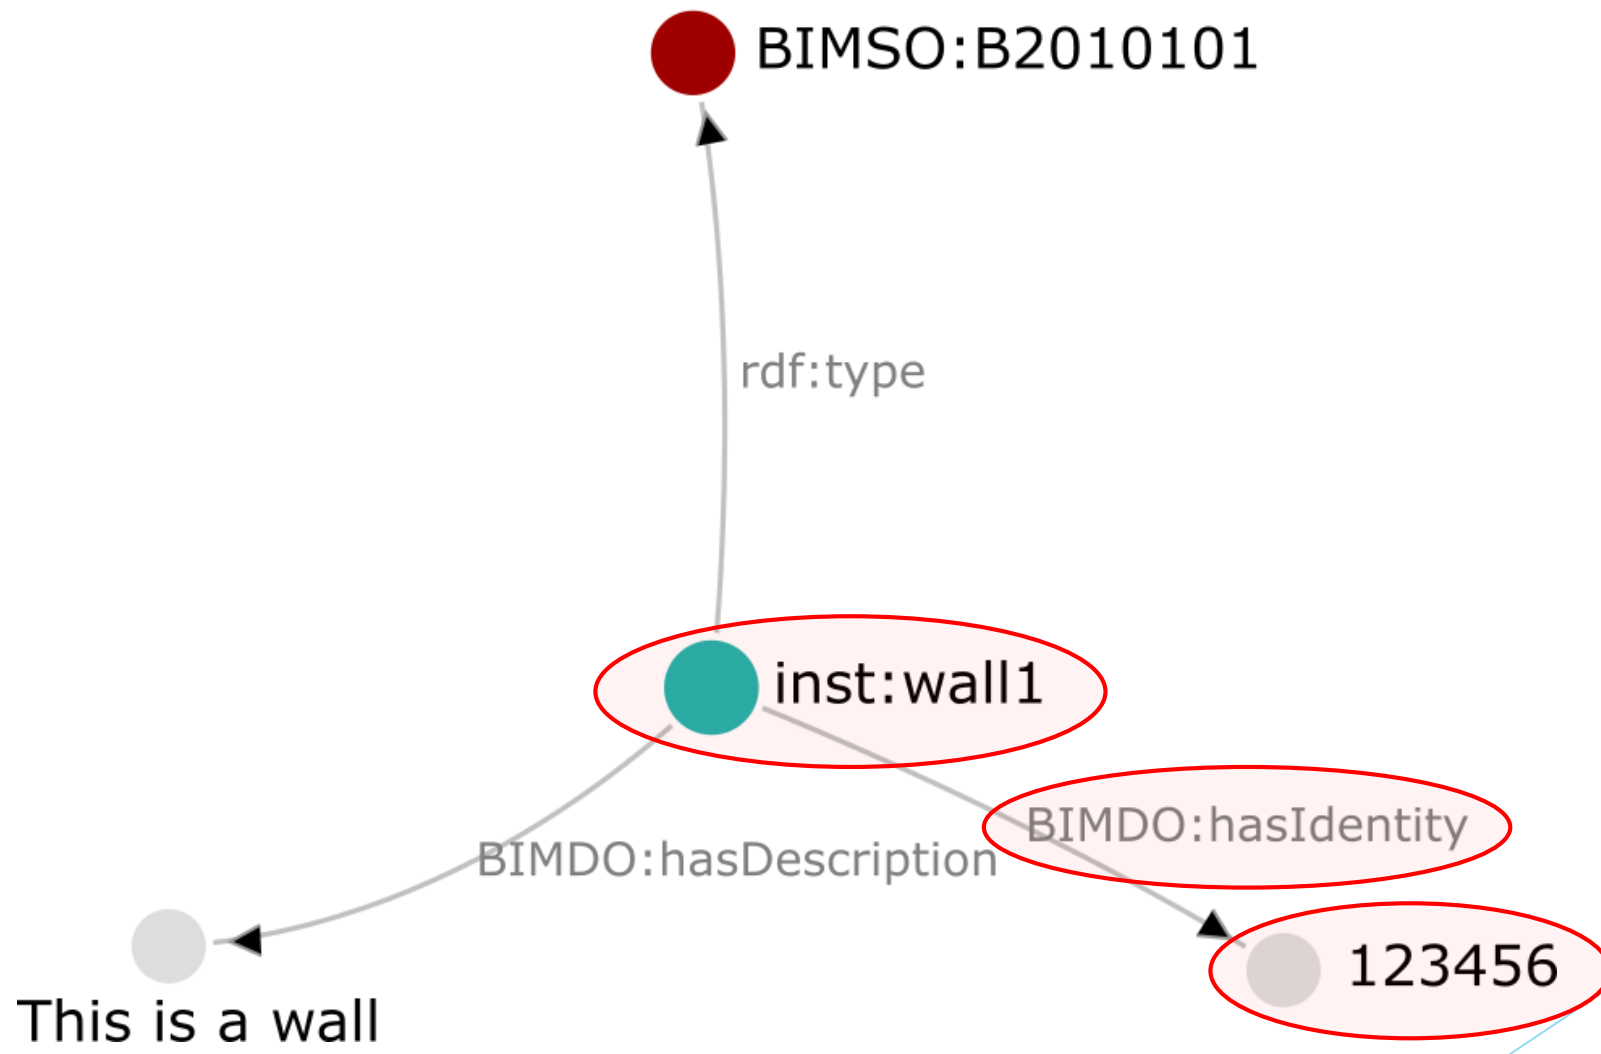 BIMSO:B2010101
rdf:type
inst:wall1
BIMDO:hasIdentity
BIMDO:hasDescription
123456
This is a wall